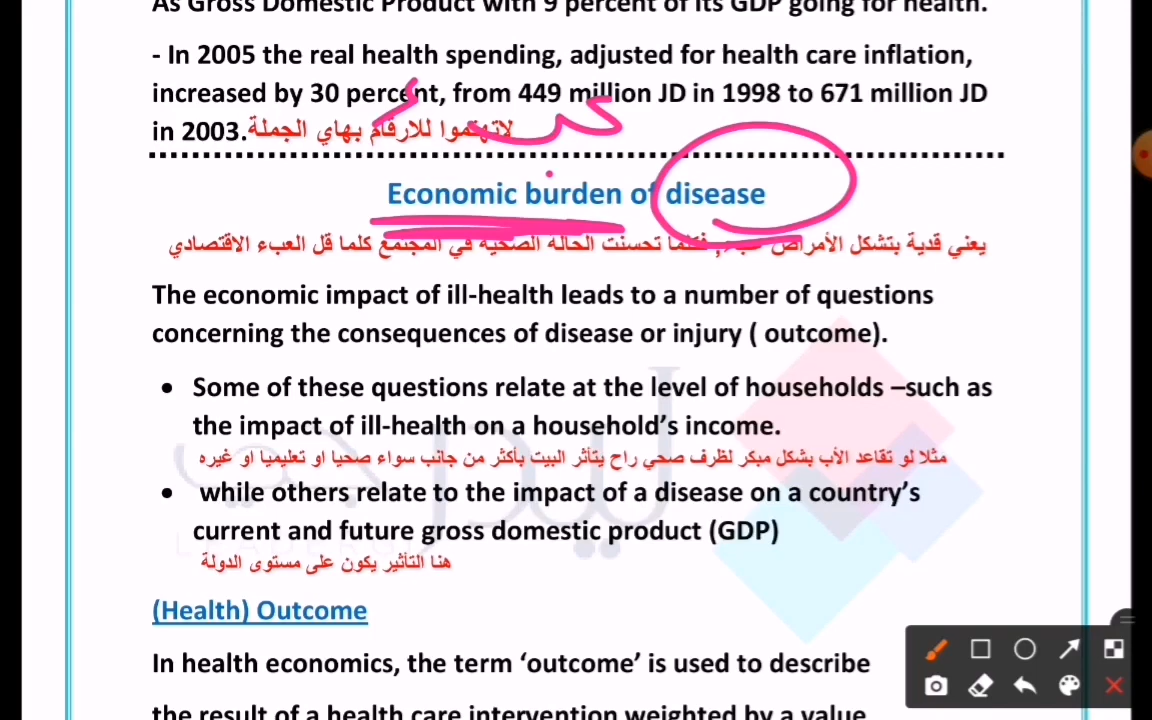 As Gross Domestic Product with 9 percent of its GDP going for health.
- In 2005 the real health spending, adjusted for health care inflation,
increased by 30 percent, from 449 million JD in 1998 to 671 million JD
in 2003. لاتهتموا للارقام بهاي الجملة
Economic burden of disease
يعني قدية بتشكل الأمراض عبء, فكلما تحسنت الحالة الصحية في المجتمع كلما قل العبء الاقتصادي
The economic impact of ill-health leads to a number of questions
concerning the consequences of disease or injury ( outcome).
• Some of these questions relate at the level of households –such as
the impact of ill-health on a household’s income.
مثلا لو تقاعد الأب بشكل مبكر لظرف صحي راح يتأثر البيت بأكثر من جانب سواء صحيا او تعليميا او غيره
• while others relate to the impact of a disease on a country’s
current and future gross domestic product (GDP)
هنا التأثير يكون على مستوى الدولة
(Health) Outcome
In health economics, the term ‘outcome’ is used to describe
the result of a health care intervention weighted by a value